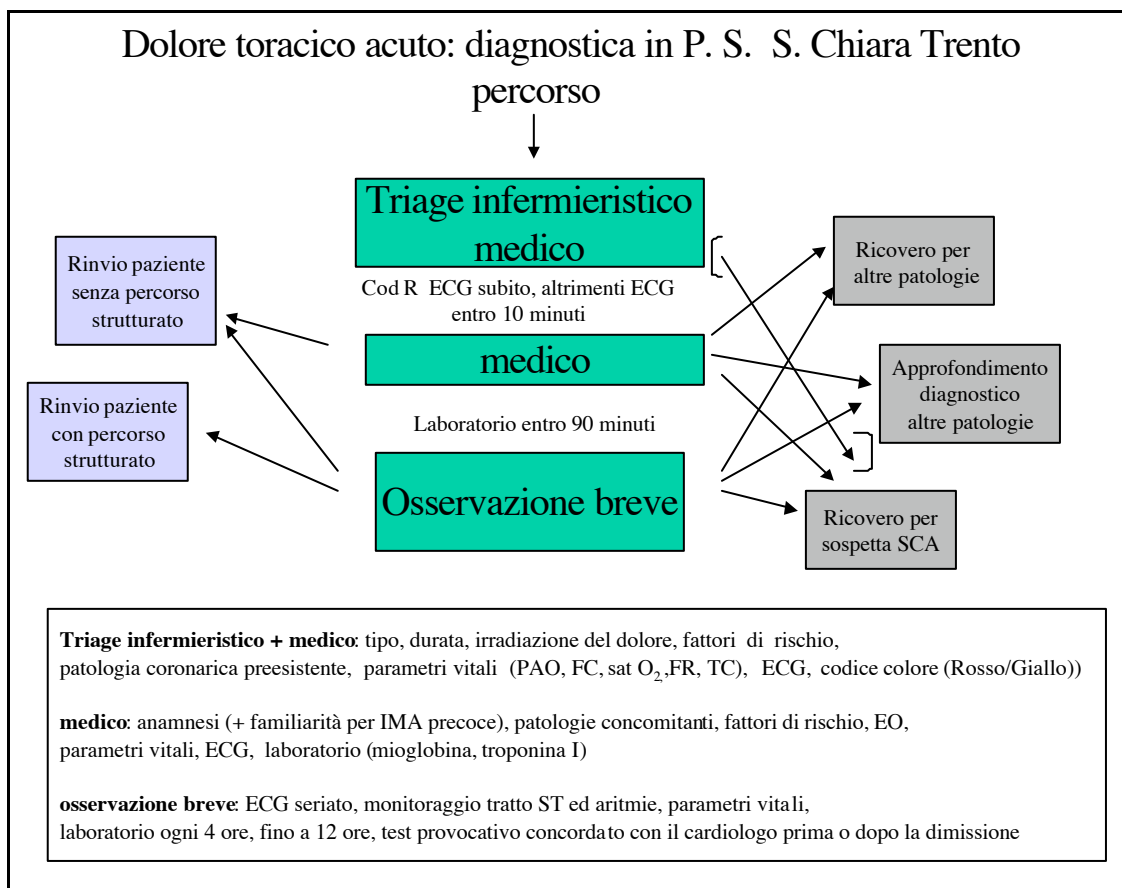 Dolore toracico acuto: diagnostica in P. S. S. Chiara Trento
percorso
Triage infermieristico
medico
Cod R ECG subito, altrimenti ECG
entro 10 minuti
medico
Laboratorio entro 90 minuti
Osservazione breve
Rinvio paziente
senza percorso
strutturato
Rinvio paziente
con percorso
strutturato
Ricovero per
altre patologie
Approfondimento
diagnostico
altre patologie
Ricovero per
sospetta SCA
Triage infermieristico + medico: tipo, durata, irradiazione del dolore, fattori di rischio,
patologia coronarica preesistente, parametri vitali (PAO, FC, sat O2,FR, TC), ECG, codice colore (Rosso/Giallo))
medico: anamnesi (+ familiarità per IMA precoce), patologie concomitanti, fattori di rischio, EO,
parametri vitali, ECG, laboratorio (mioglobina, troponina I)
osservazione breve: ECG seriato, monitoraggio tratto ST ed aritmie, parametri vitali,
laboratorio ogni 4 ore, fino a 12 ore, test provocativo concordato con il cardiologo prima o dopo la dimissione